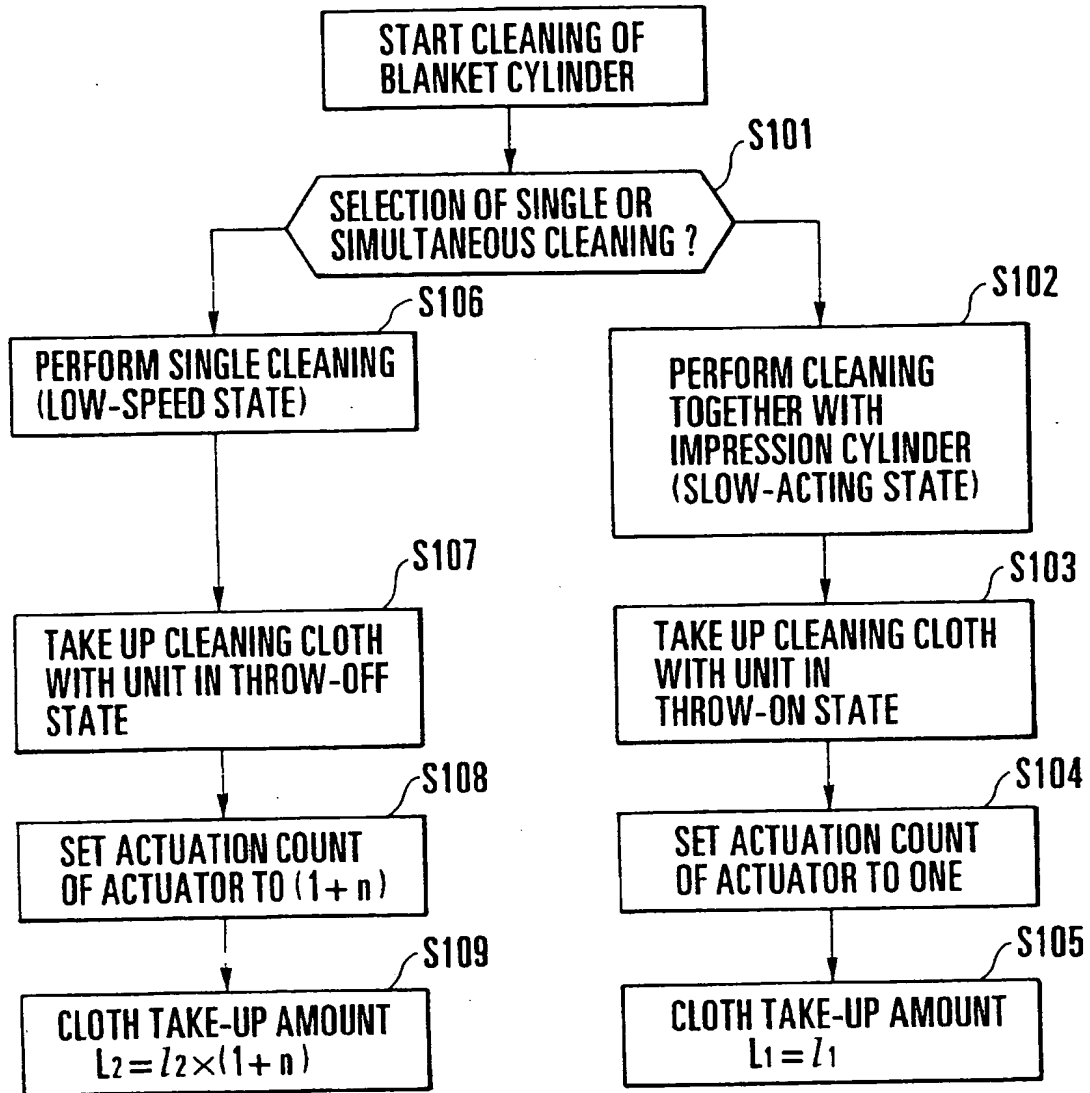 START CLEANING OF
BLANKET CYLINDER
S101
SELECTION OF SINGLE OR
SIMULTANEOUS CLEANING ?
S106
PERFORM SINGLE CLEANING
(LOW-SPEED STATE)
S107
TAKE UP CLEANING CLOTH
WITH UNIT IN THROW-OFF
STATE
S108
SET ACTUATION COUNT
OF ACTUATOR TO (1+n)
S109
CLOTH TAKE-UP AMOUNT
L2=l2×(1+n)
S102
PERFORM CLEANING
TOGETHER WITH
IMPRESSION CYLINDER
(SLOW-ACTING STATE)
S103
TAKE UP CLEANING CLOTH
WITH UNIT IN
THROW-ON STATE
S104
SET ACTUATION COUNT
OF ACTUATOR TO ONE
S105
CLOTH TAKE-UP AMOUNT
L1=l1